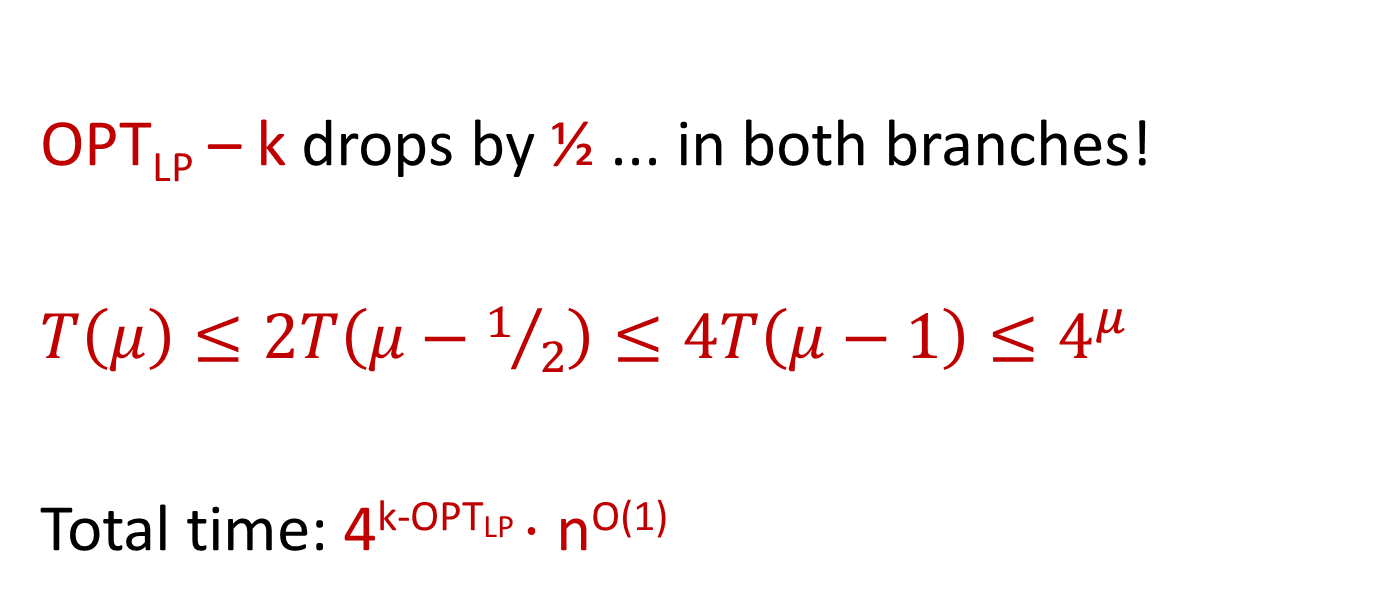 OPT_LP – k drops by ½ ... in both branches!
T(μ) ≤ 2T(μ − 1/2) ≤ 4T(μ − 1) ≤ 4^μ
Total time: 4^{k-OPT_LP} · n^{O(1)}